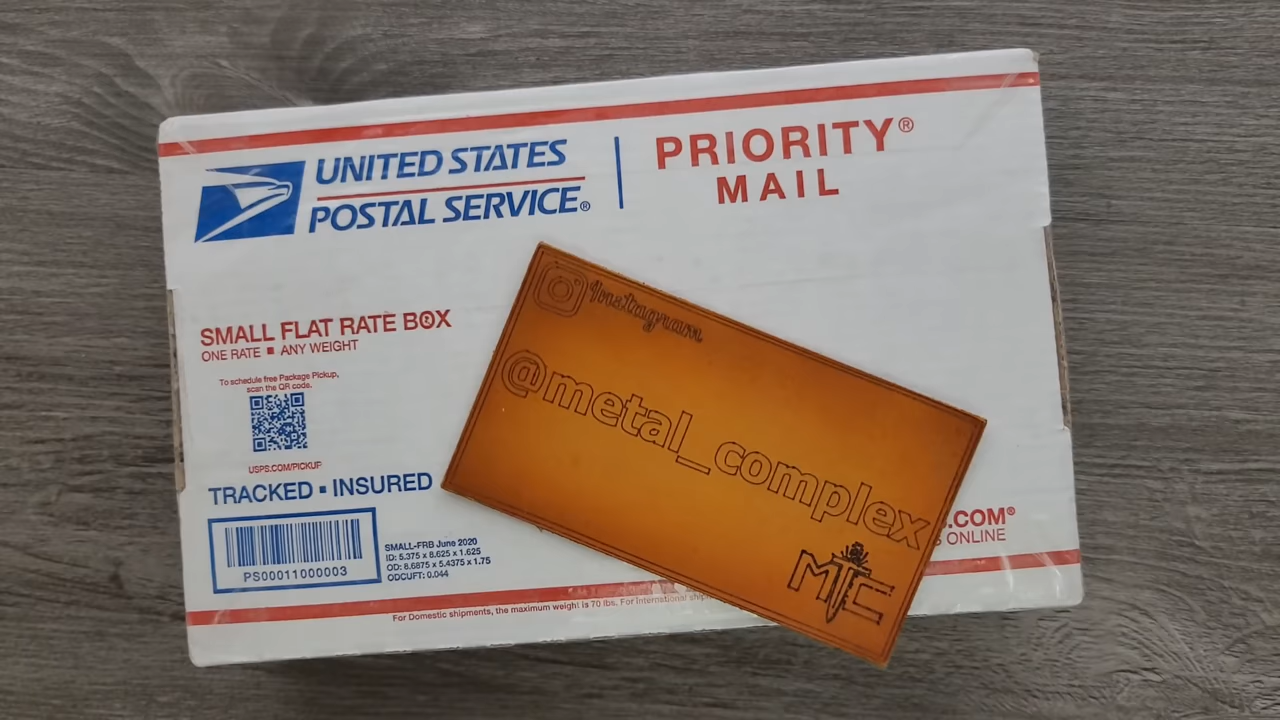 UNITED STATES
POSTAL SERVICE®
PRIORITY®
MAIL
SMALL FLAT RATE BOX
ONE RATE ■ ANY WEIGHT
To schedule free Package Pickup,
scan the QR code.
USPS.COM/PICKUP
TRACKED ■ INSURED
PS00011000003
SMALL-FRB June 2020
ID: 5.375 x 8.625 x 1.625
OD: 8.6875 x 5.4375 x 1.75
ODCUFT: 0.044
For Domestic shipments, the maximum weight is 70 lbs. For International
.COM®
ONLINE
Instagram
@metal_complex
MTC